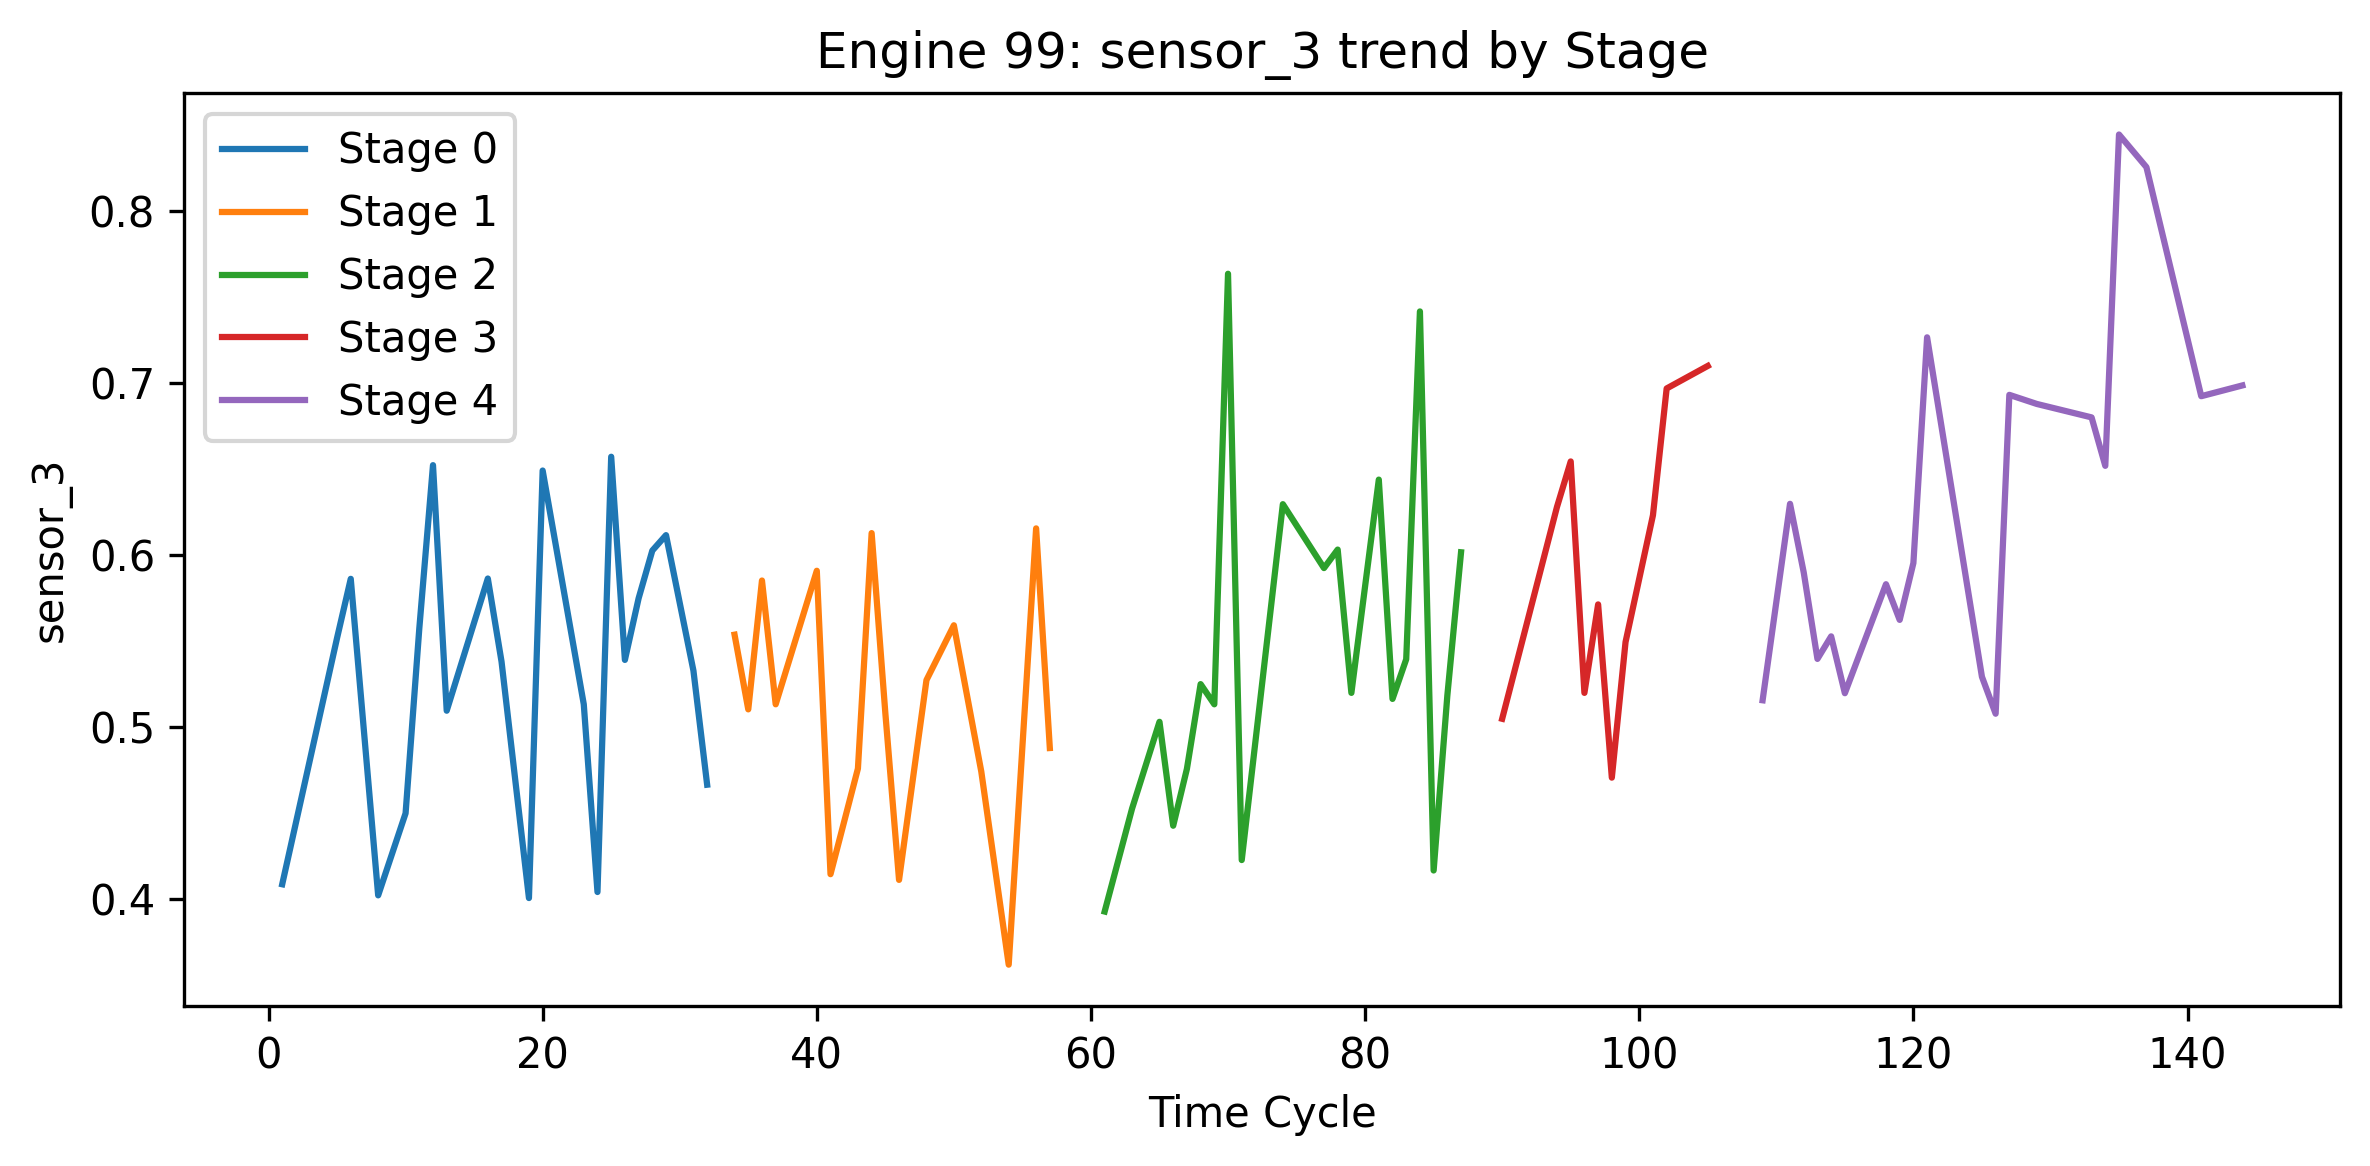 Engine 99: sensor_3 trend by Stage
Stage 0
Stage 1
Stage 2
Stage 3
Stage 4
sensor_3
0.8
0.7
0.6
0.5
0.4
0 20 40 60 80 100 120 140
Time Cycle